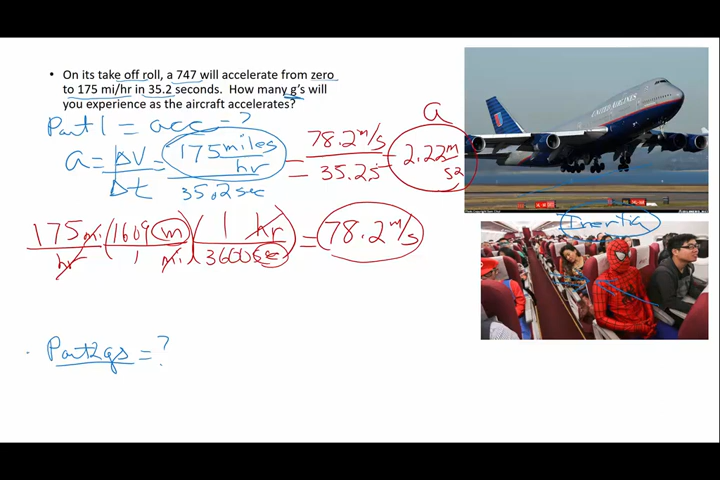 • On its take off roll, a 747 will accelerate from zero
to 175 mi/hr in 35.2 seconds. How many g's will
you experience as the aircraft accelerates?
Part 1 = acc = ?
a = ΔV/Δt = 175 miles/hr / 35.2 sec = 78.2 m/s / 35.2 s = 2.22 m/s2
a
175 mi/hr (1609 m/1 mi)(1 hr/3600 sec) = 78.2 m/s
Part 2 gs = ?
UNITED AIRLINES
Inertia